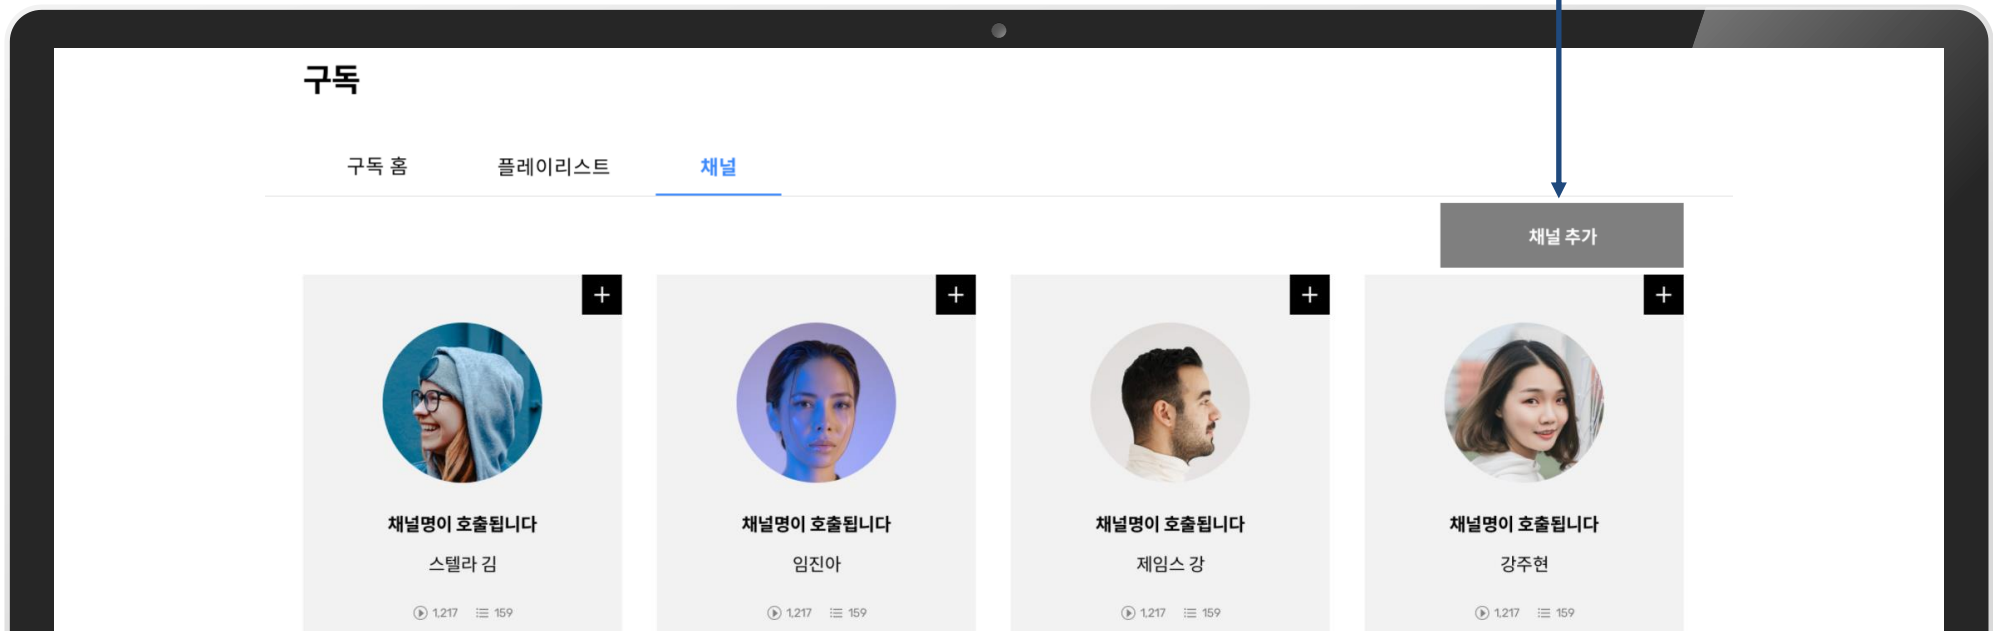 구독
구독 홈 플레이리스트 채널
채널 추가
채널명이 호출됩니다 채널명이 호출됩니다 채널명이 호출됩니다 채널명이 호출됩니다
스텔라 김 임진아 제임스 강 강주현
1,217 159 1,217 159 1,217 159 1,217 159